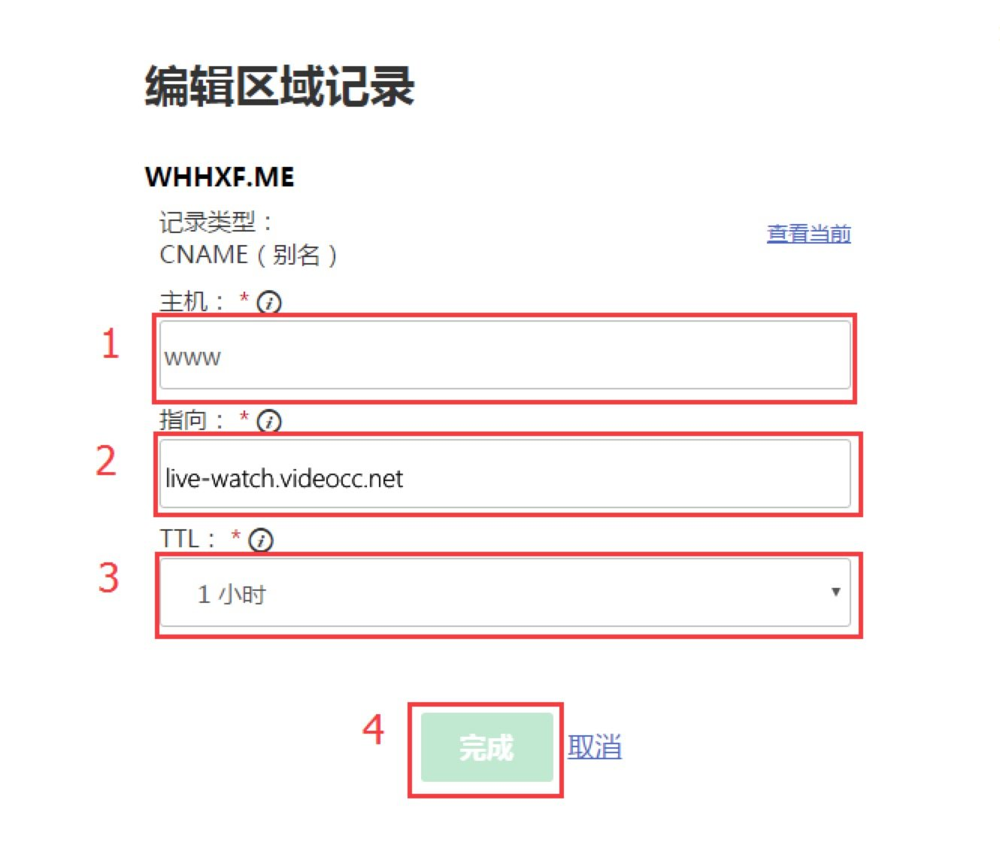 编辑区域记录
WHHXF.ME
记录类型：
查看当前
CNAME（别名）
主机：*
1
www
指向：*
2
live-watch.videocc.net
TTL：*
3
1 小时
4
完成
取消